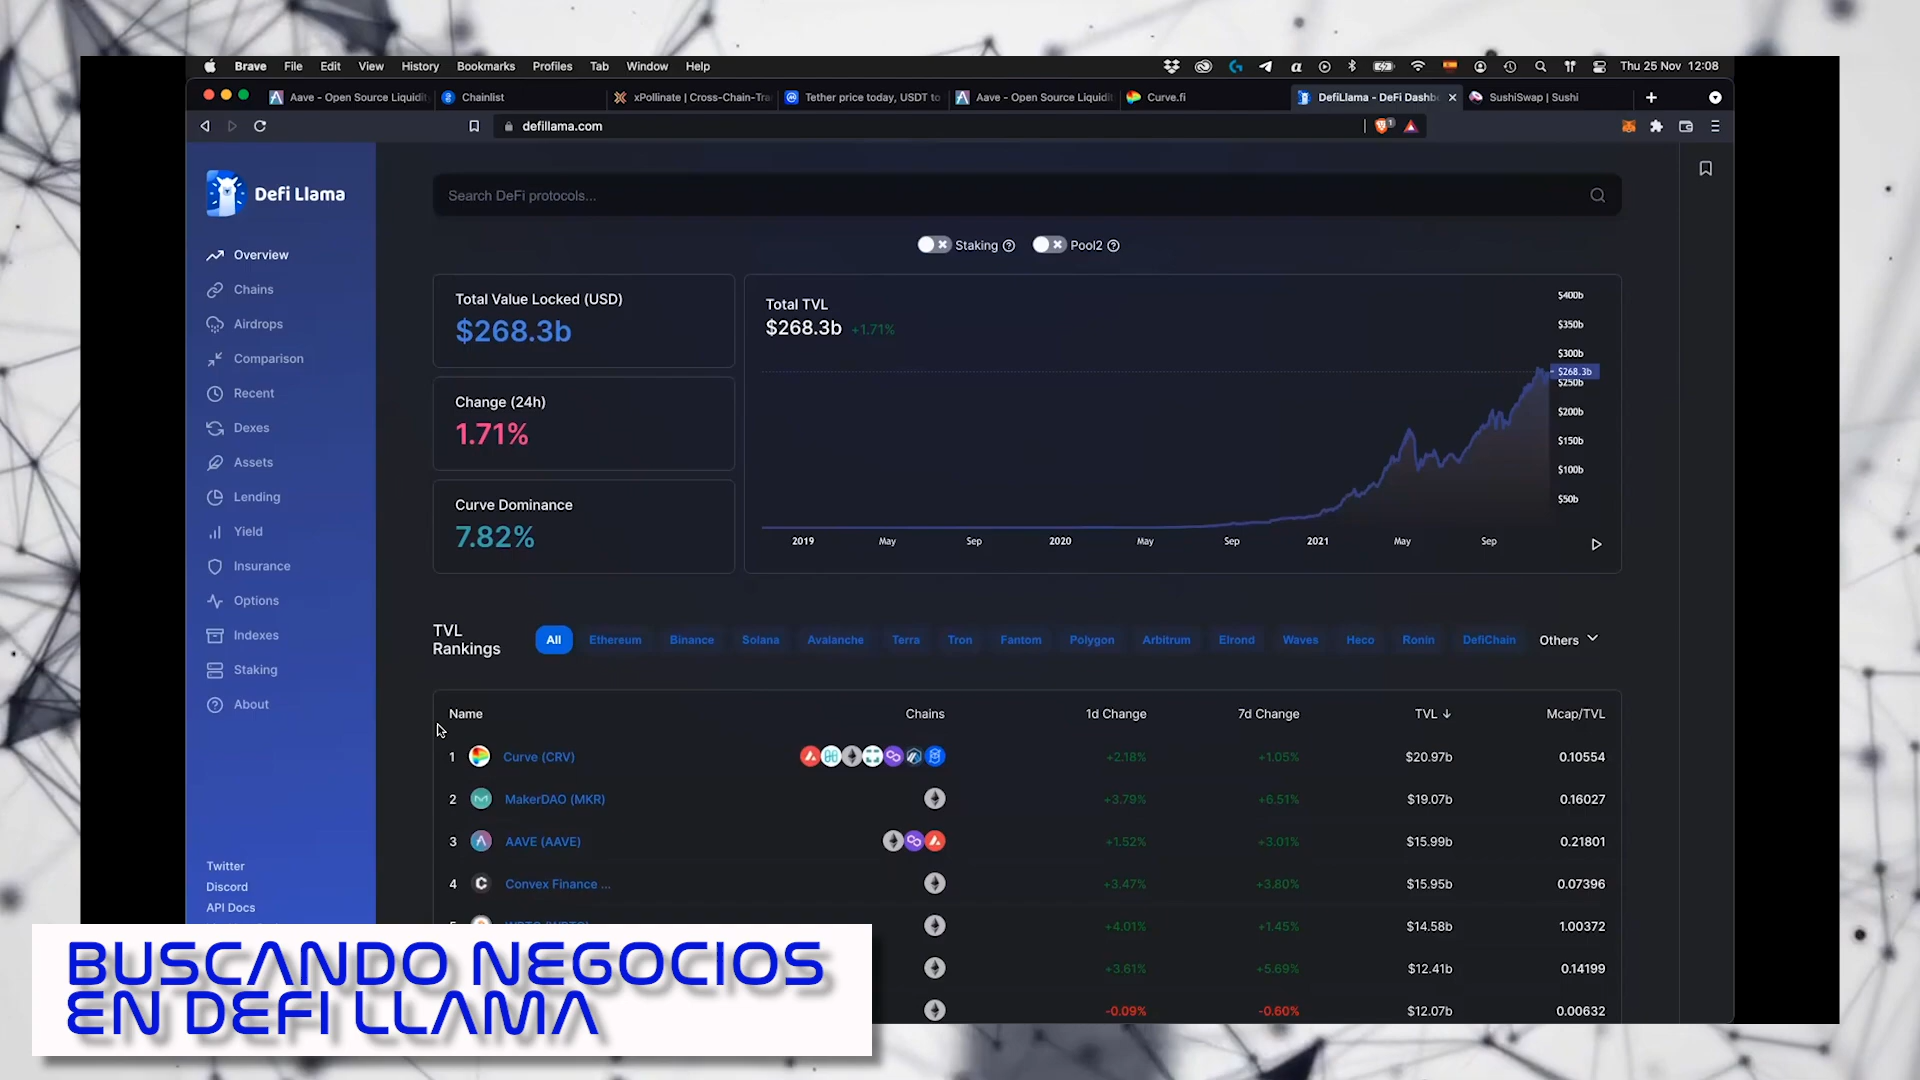 Brave File Edit View History Bookmarks Profiles Tab Window Help Thu 25 Nov 12:08
Aave - Open Source Liquidit Chainlist xPollinate | Cross-Chain-Tra Tether price today, USDT to Aave - Open Source Liquidit Curve.fi DefiLlama - DeFi Dashb SushiSwap | Sushi
defillama.com
1
Defi Llama
Search DeFi protocols...
Overview
Chains
Airdrops
Comparison
Recent
Dexes
Assets
Lending
Yield
Insurance
Options
Indexes
Staking
About
Twitter
Discord
API Docs
Staking Pool2
Total Value Locked (USD)
$268.3b
Change (24h)
1.71%
Curve Dominance
7.82%
Total TVL
$268.3b +1.71%
$400b
$350b
$300b
$268.3b
$250b
$200b
$150b
$100b
$50b
2019 May Sep 2020 May Sep 2021 May Sep
TVL
Rankings
All Ethereum Binance Solana Avalanche Terra Tron Fantom Polygon Arbitrum Elrond Waves Heco Ronin DefiChain Others
Name Chains 1d Change 7d Change TVL Mcap/TVL
1 Curve (CRV) +2.18% +1.05% $20.97b 0.10554
2 MakerDAO (MKR) +3.79% +6.51% $19.07b 0.16027
3 AAVE (AAVE) +1.52% +3.01% $15.99b 0.21801
4 Convex Finance ... +3.47% +3.80% $15.95b 0.07396
+4.01% +1.45% $14.58b 1.00372
+3.61% +5.69% $12.41b 0.14199
-0.09% -0.60% $12.07b 0.00632
BUSCANDO NEGOCIOS
EN DEFI LLAMA